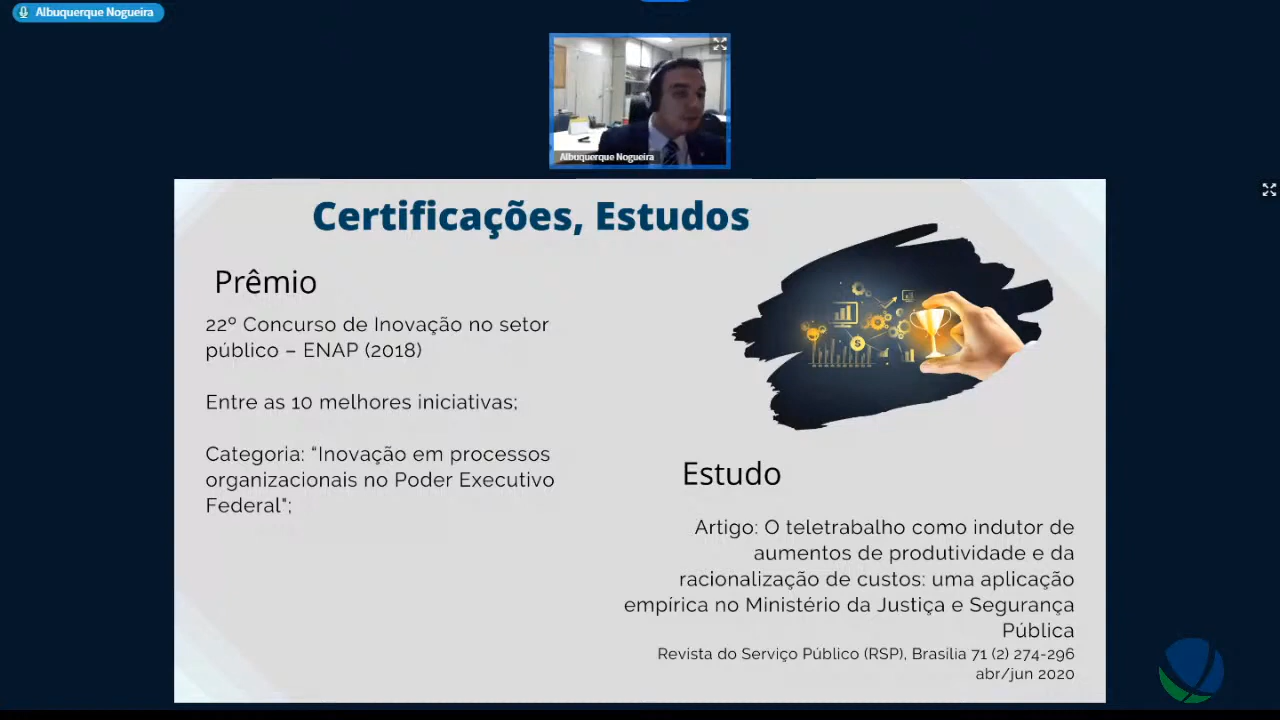 Albuquerque Nogueira
Albuquerque Nogueira
Certificações, Estudos
Prêmio
22º Concurso de Inovação no setor
público – ENAP (2018)
Entre as 10 melhores iniciativas;
Categoria: “Inovação em processos
organizacionais no Poder Executivo
Federal";
Estudo
Artigo: O teletrabalho como indutor de
aumentos de produtividade e da
racionalização de custos: uma aplicação
empírica no Ministério da Justiça e Segurança
Pública
Revista do Serviço Público (RSP), Brasília 71 (2) 274-296
abr/jun 2020